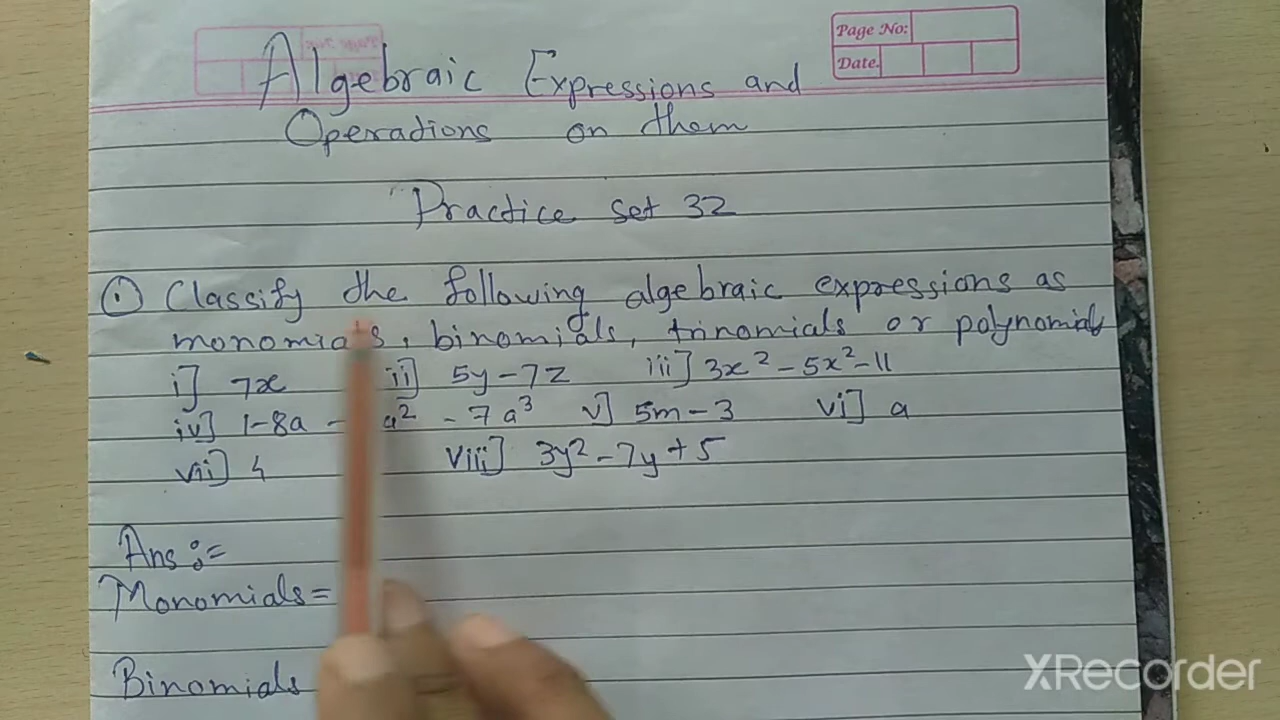 Page No:
Date.
Algebraic Expressions and
Operations on them
Practice set 32
1. Classify the following algebraic expressions as
monomials, binomials, trinomials or polynomials
i] 7x ii] 5y-7z iii] 3x² - 5x² - 11
iv] 1-8a - a² - 7a³ v] 5m-3 vi] a
vii] 4 viii] 3y² - 7y + 5
Ans :=
Monomials =
Binomials
XRecorder